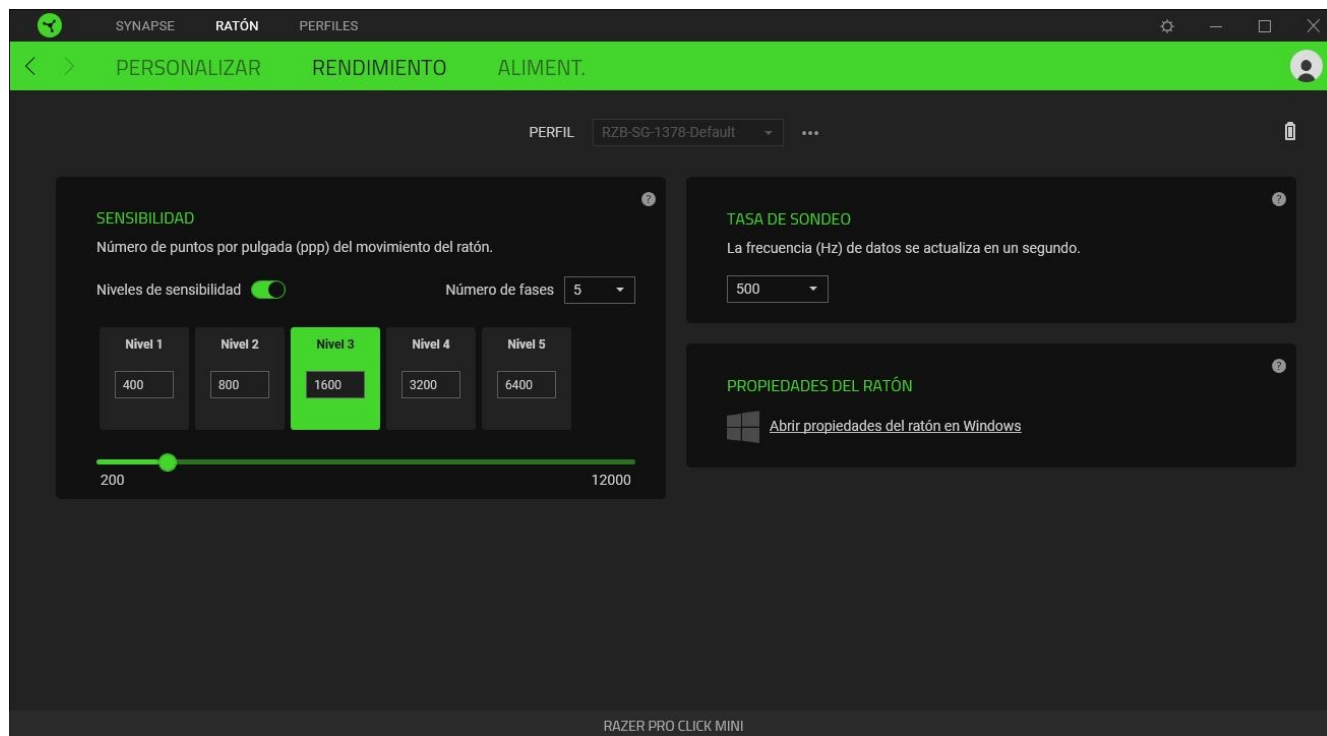 SYNAPSE RATÓN PERFILES
PERSONALIZAR RENDIMIENTO ALIMENT.
PERFIL RZB-SG-1378-Default
SENSIBILIDAD
Número de puntos por pulgada (ppp) del movimiento del ratón.
Niveles de sensibilidad Número de fases 5
Nivel 1 Nivel 2 Nivel 3 Nivel 4 Nivel 5
400 800 1600 3200 6400
200 12000
TASA DE SONDEO
La frecuencia (Hz) de datos se actualiza en un segundo.
500
PROPIEDADES DEL RATÓN
Abrir propiedades del ratón en Windows
RAZER PRO CLICK MINI